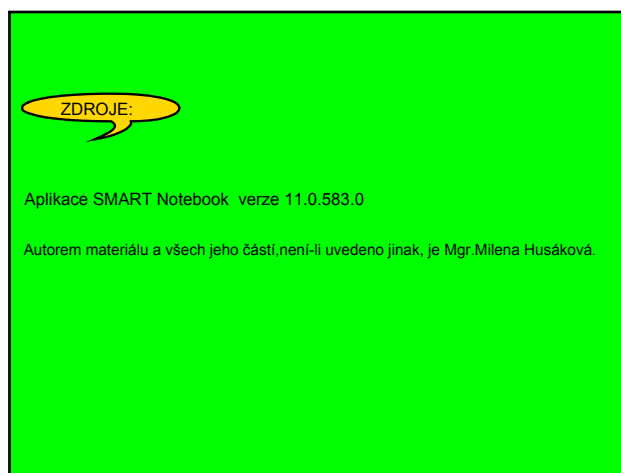 ZDROJE:
Aplikace SMART Notebook  verze 11.0.583.0
Autorem materiálu a všech jeho částí,není-li uvedeno jinak, je Mgr.Milena Husáková.